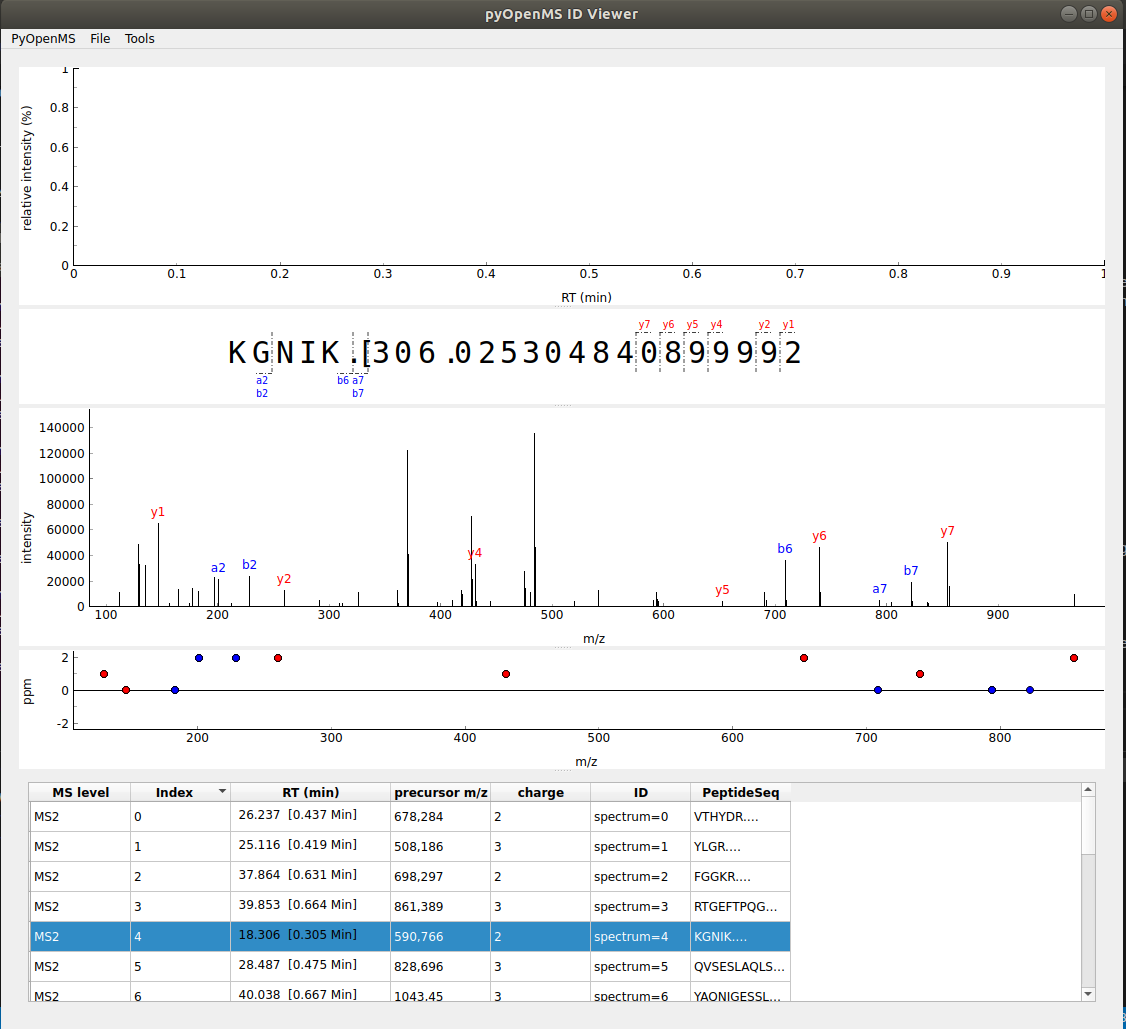 pyOpenMS ID Viewer
PyOpenMS File Tools
1
0.8
0.6
0.4
0.2
0
relative intensity (%)
0 0.1 0.2 0.3 0.4 0.5 0.6 0.7 0.8 0.9 1
RT (min)
y7 y6 y5 y4 y2 y1
KGNIK.[306.025304840899992
a2 b6 a7
b2 b7
140000
120000
100000
80000
60000
40000
20000
0
intensity
y1 a2 b2 y2 y4 y5 b6 y6 a7 b7 y7
100 200 300 400 500 600 700 800 900
m/z
2
0
-2
ppm
200 300 400 500 600 700 800
m/z
MS level Index RT (min) precursor m/z charge ID PeptideSeq
MS2 0 26.237 [0.437 Min] 678,284 2 spectrum=0 VTHYDR....
MS2 1 25.116 [0.419 Min] 508,186 3 spectrum=1 YLGR....
MS2 2 37.864 [0.631 Min] 698,297 2 spectrum=2 FGGKR....
MS2 3 39.853 [0.664 Min] 861,389 3 spectrum=3 RTGEFTPQG...
MS2 4 18.306 [0.305 Min] 590,766 2 spectrum=4 KGNIK....
MS2 5 28.487 [0.475 Min] 828,696 3 spectrum=5 QVSESLAQLS...
MS2 6 40.038 [0.667 Min] 1043,45 3 spectrum=6 YAQNIGESSL...